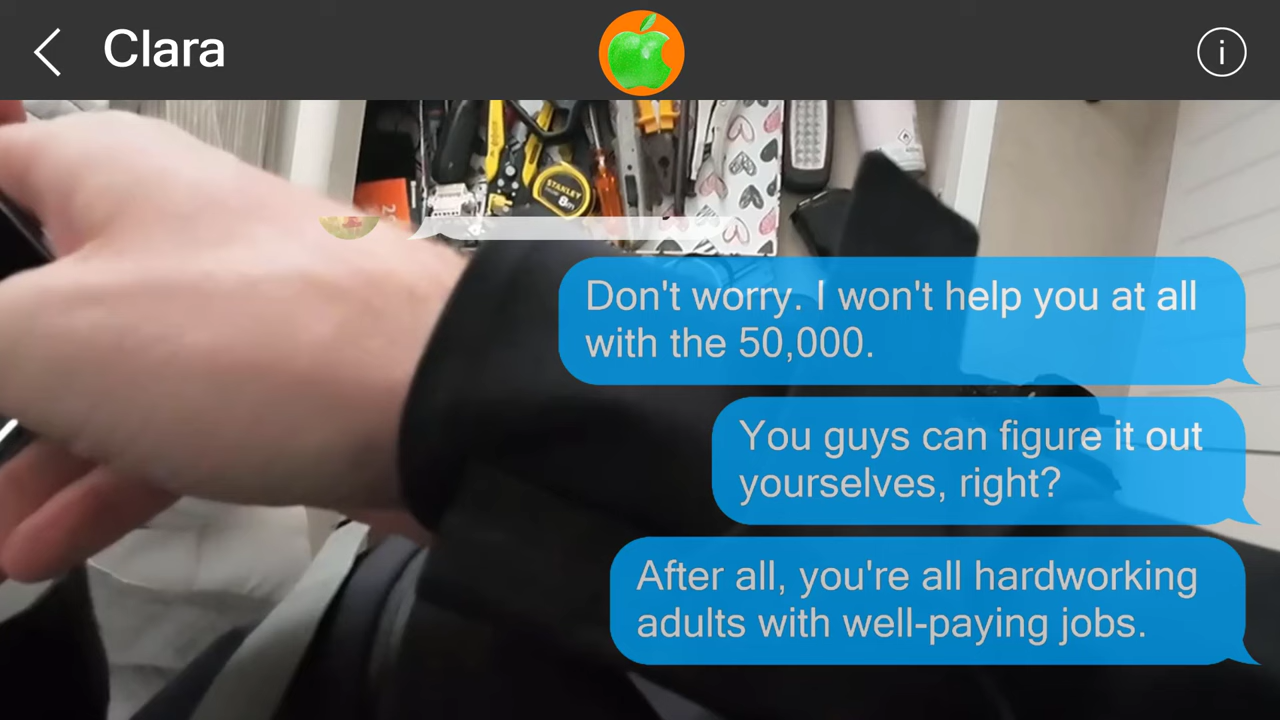 Clara
i
STANLEY
8m
Don't worry. I won't help you at all
with the 50,000.
You guys can figure it out
yourselves, right?
After all, you're all hardworking
adults with well-paying jobs.